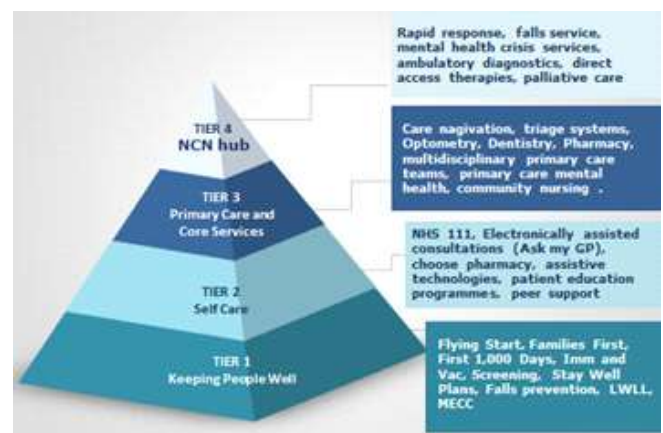 Rapid response, falls service,
mental health crisis services,
ambulatory diagnostics, direct
access therapies, palliative care
TIER 4
NCN hub
Care nagivation, triage systems,
Optometry, Dentistry, Pharmacy,
multidisciplinary primary care
teams, primary care mental
health, community nursing .
TIER 3
Primary Care and
Core Services
NHS 111, Electronically assisted
consultations (Ask my GP),
choose pharmacy, assistive
technologies, patient education
programmes, peer support
TIER 2
Self Care
Flying Start, Families First,
First 1,000 Days, Imm and
Vac, Screening, Stay Well
Plans, Falls prevention, LWLL,
MECC
TIER 1
Keeping People Well